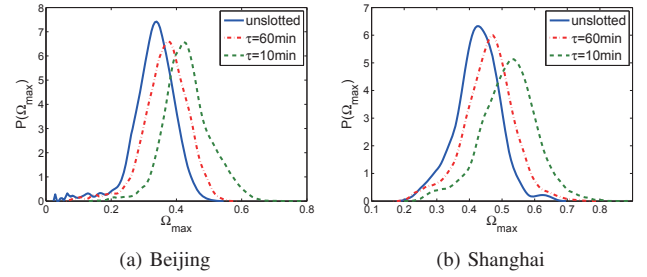 unslotted
τ=60min
τ=10min
P(Ωmax)
8
7
6
5
4
3
2
1
0
0
0.2
0.4
0.6
0.8
Ωmax
(a) Beijing
unslotted
τ=60min
τ=10min
P(Ωmax)
7
6
5
4
3
2
1
0
0.1
0.2
0.3
0.4
0.5
0.6
0.7
0.8
Ωmax
(b) Shanghai